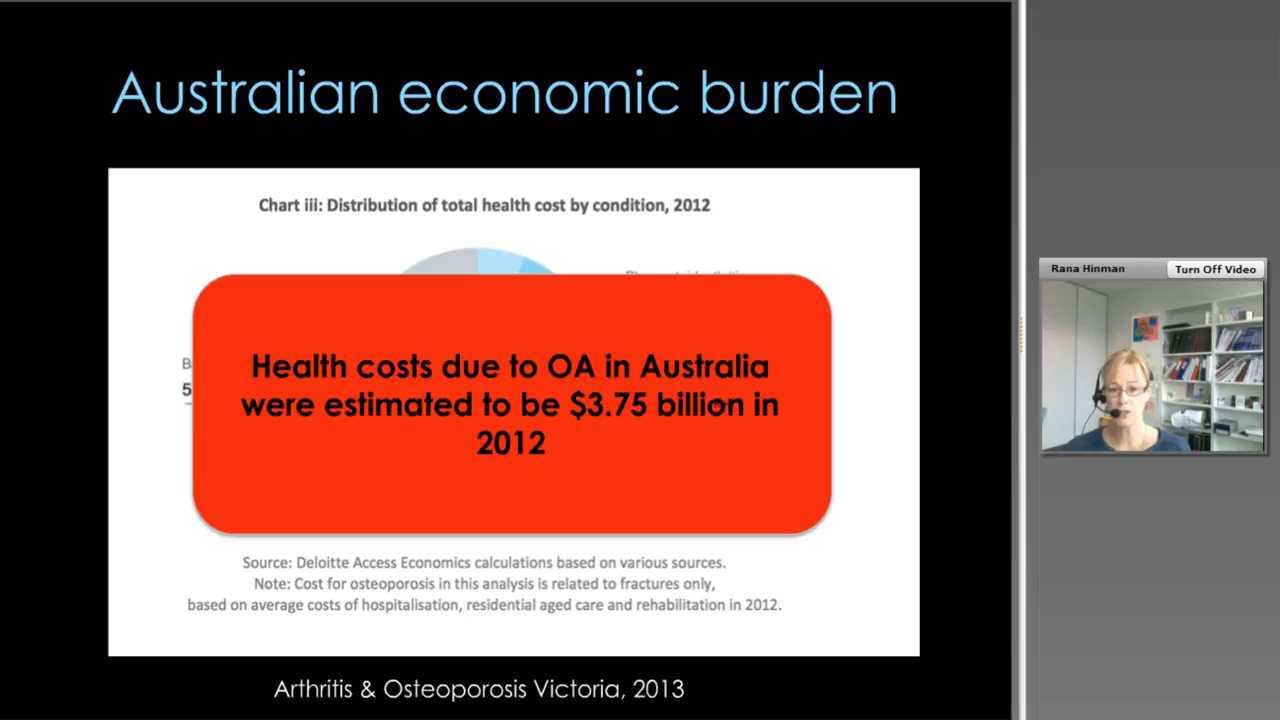 Australian economic burden
Chart iii: Distribution of total health cost by condition, 2012
Health costs due to OA in Australia
were estimated to be $3.75 billion in
2012
Source: Deloitte Access Economics calculations based on various sources.
Note: Cost for osteoporosis in this analysis is related to fractures only,
based on average costs of hospitalisation, residential aged care and rehabilitation in 2012.
Arthritis & Osteoporosis Victoria, 2013
Rana Hinman
Turn Off Video